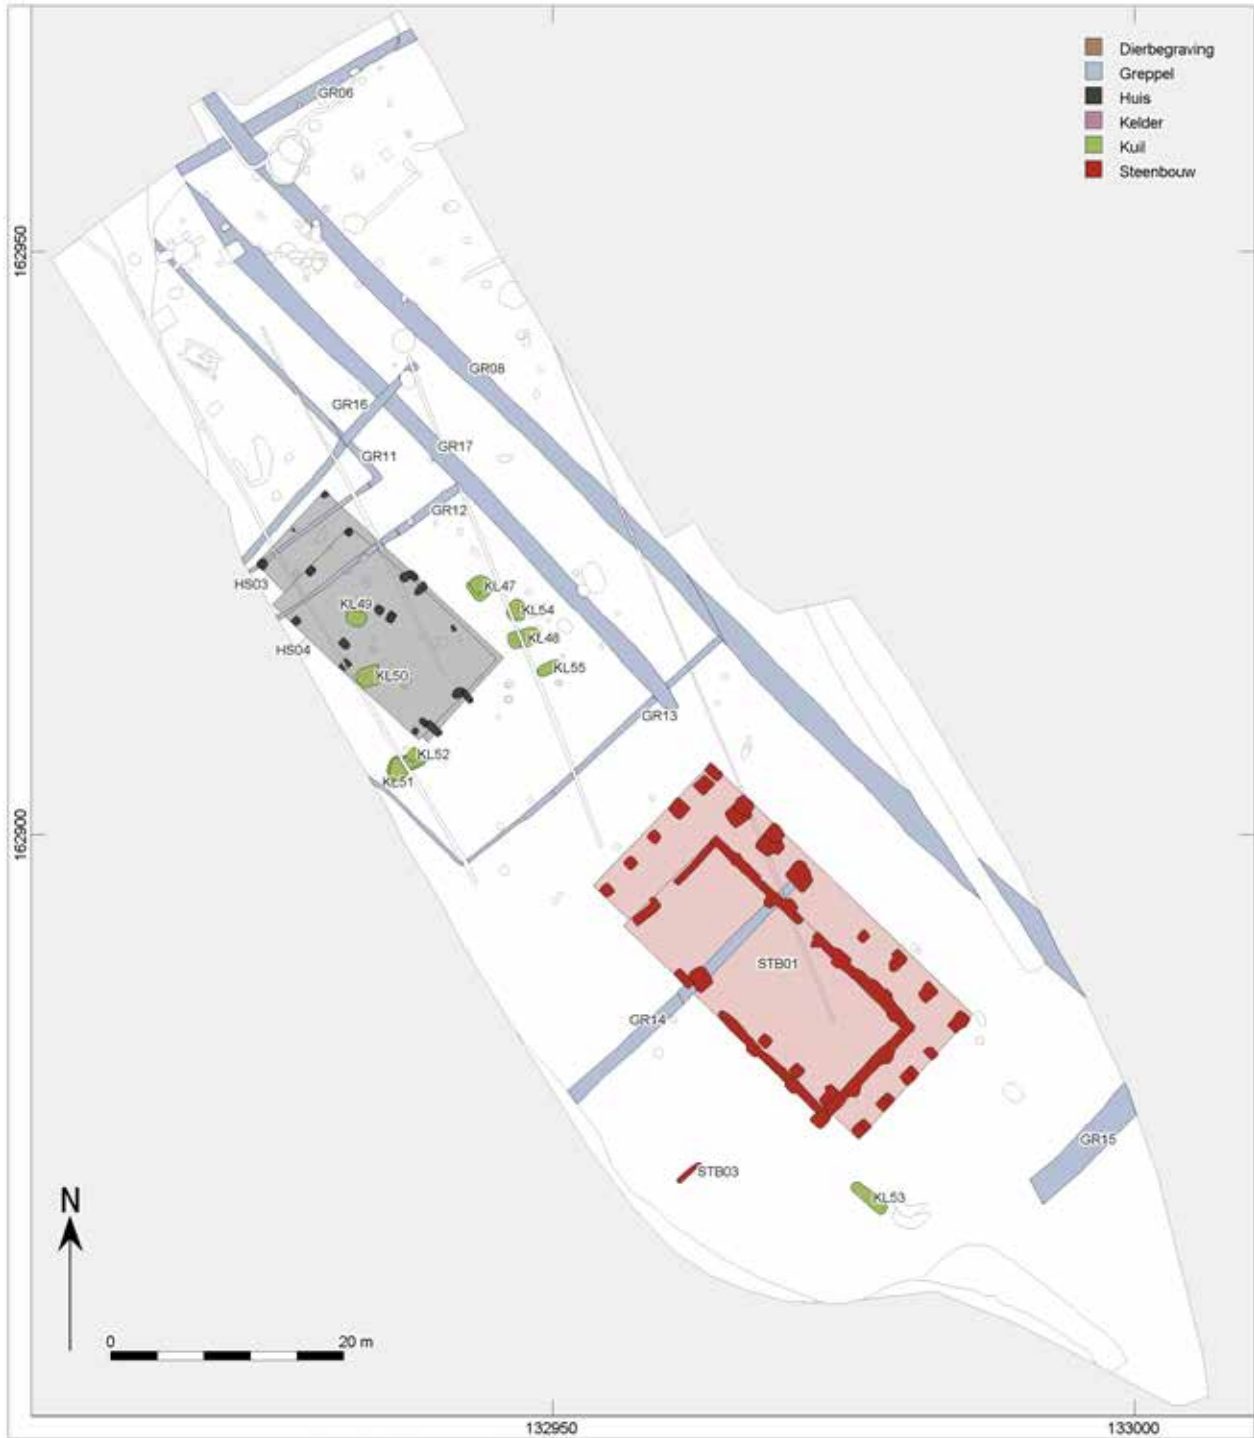 Dierbegraving
Greppel
Huis
Kelder
Kuil
Steenbouw
GR06
162950
GR08
GR16
GR17
GR11
GR12
HS03
KL47
KL49
KL54
KL48
HS04
KL55
KL50
GR13
KL52
KL51
162900
STB01
GR14
GR15
STB03
KL53
N
0 20 m
132950 133000